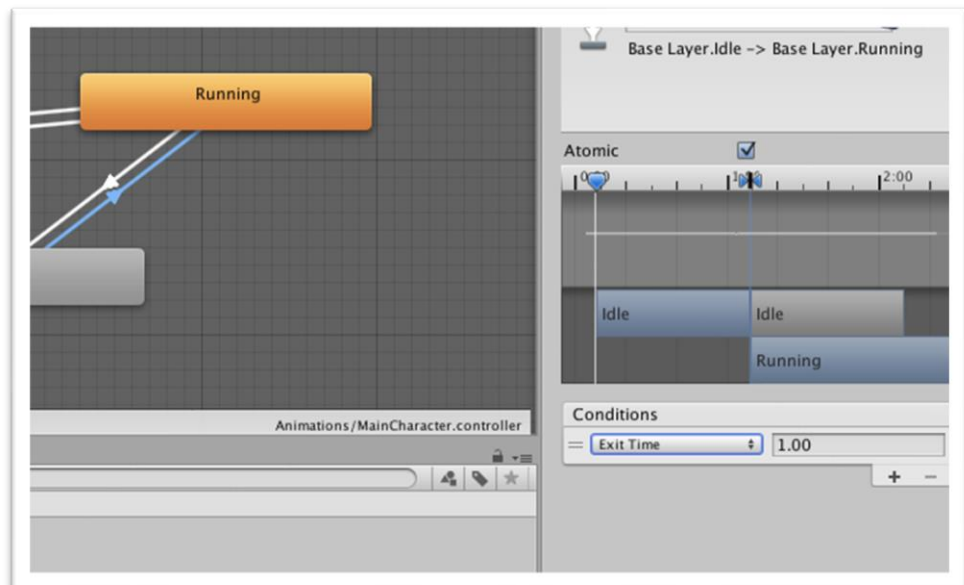 Base Layer.Idle -> Base Layer.Running
Running
Atomic
2:00
Idle
Idle
Running
Animations/MainCharacter.controller
Conditions
Exit Time
1.00